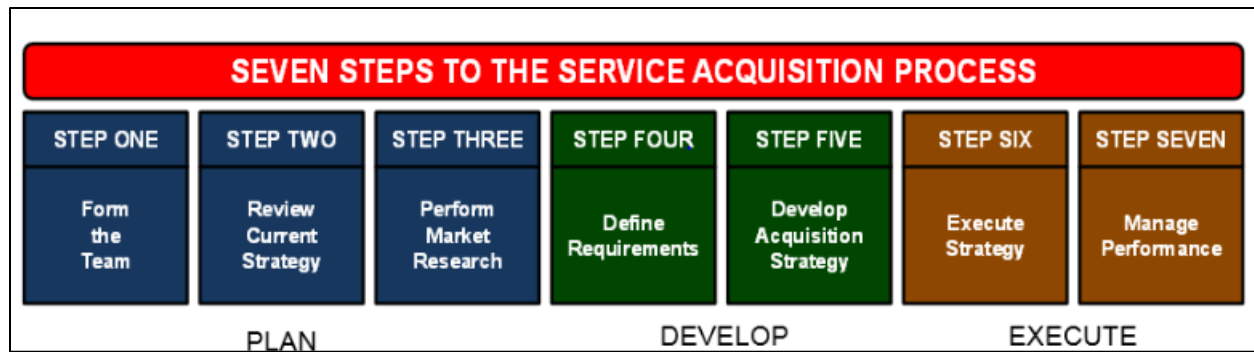 SEVEN STEPS TO THE SERVICE ACQUISITION PROCESS
STEP ONE
Form
the
Team
STEP TWO
Review
Current
Strategy
STEP THREE
Perform
Market
Research
STEP FOUR
Define
Requirements
STEP FIVE
Develop
Acquisition
Strategy
STEP SIX
Execute
Strategy
STEP SEVEN
Manage
Performance
PLAN
DEVELOP
EXECUTE